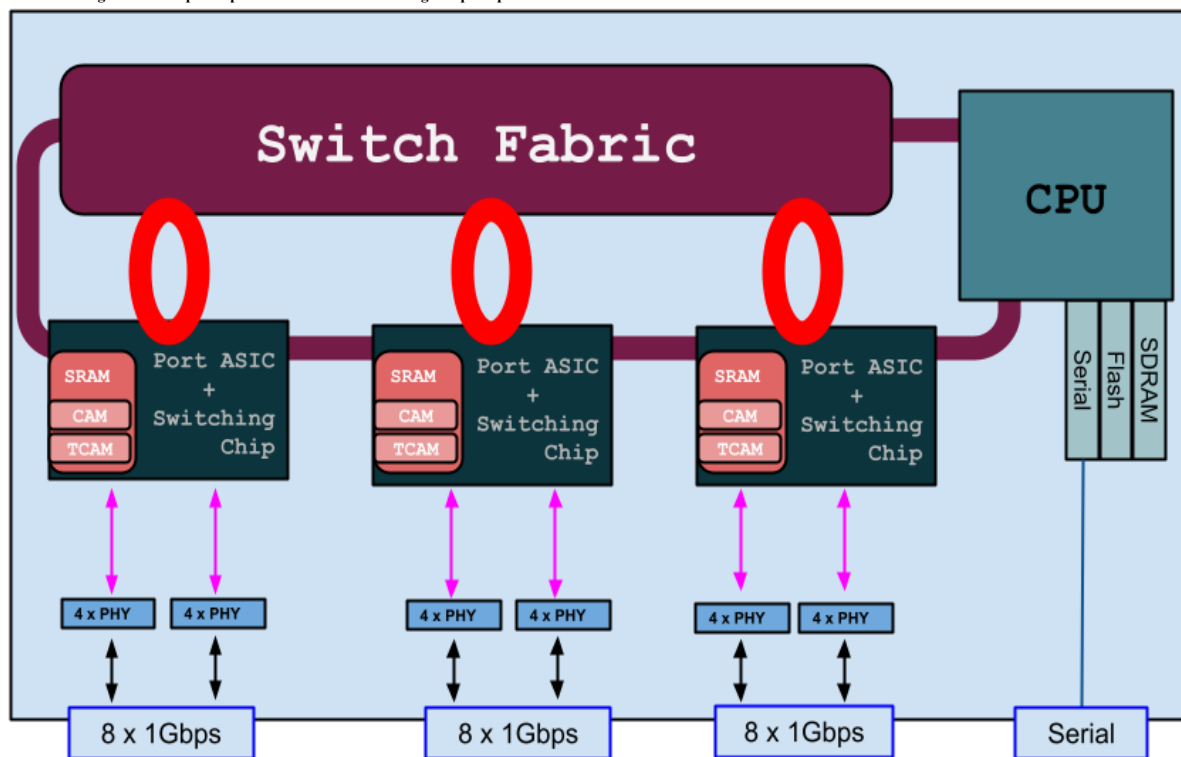 Switch Fabric
CPU
Serial
Flash
SDRAM
SRAM
CAM
TCAM
Port ASIC
+
Switching
Chip
SRAM
CAM
TCAM
Port ASIC
+
Switching
Chip
SRAM
CAM
TCAM
Port ASIC
+
Switching
Chip
4 x PHY
4 x PHY
4 x PHY
4 x PHY
4 x PHY
4 x PHY
8 x 1Gbps
8 x 1Gbps
8 x 1Gbps
Serial